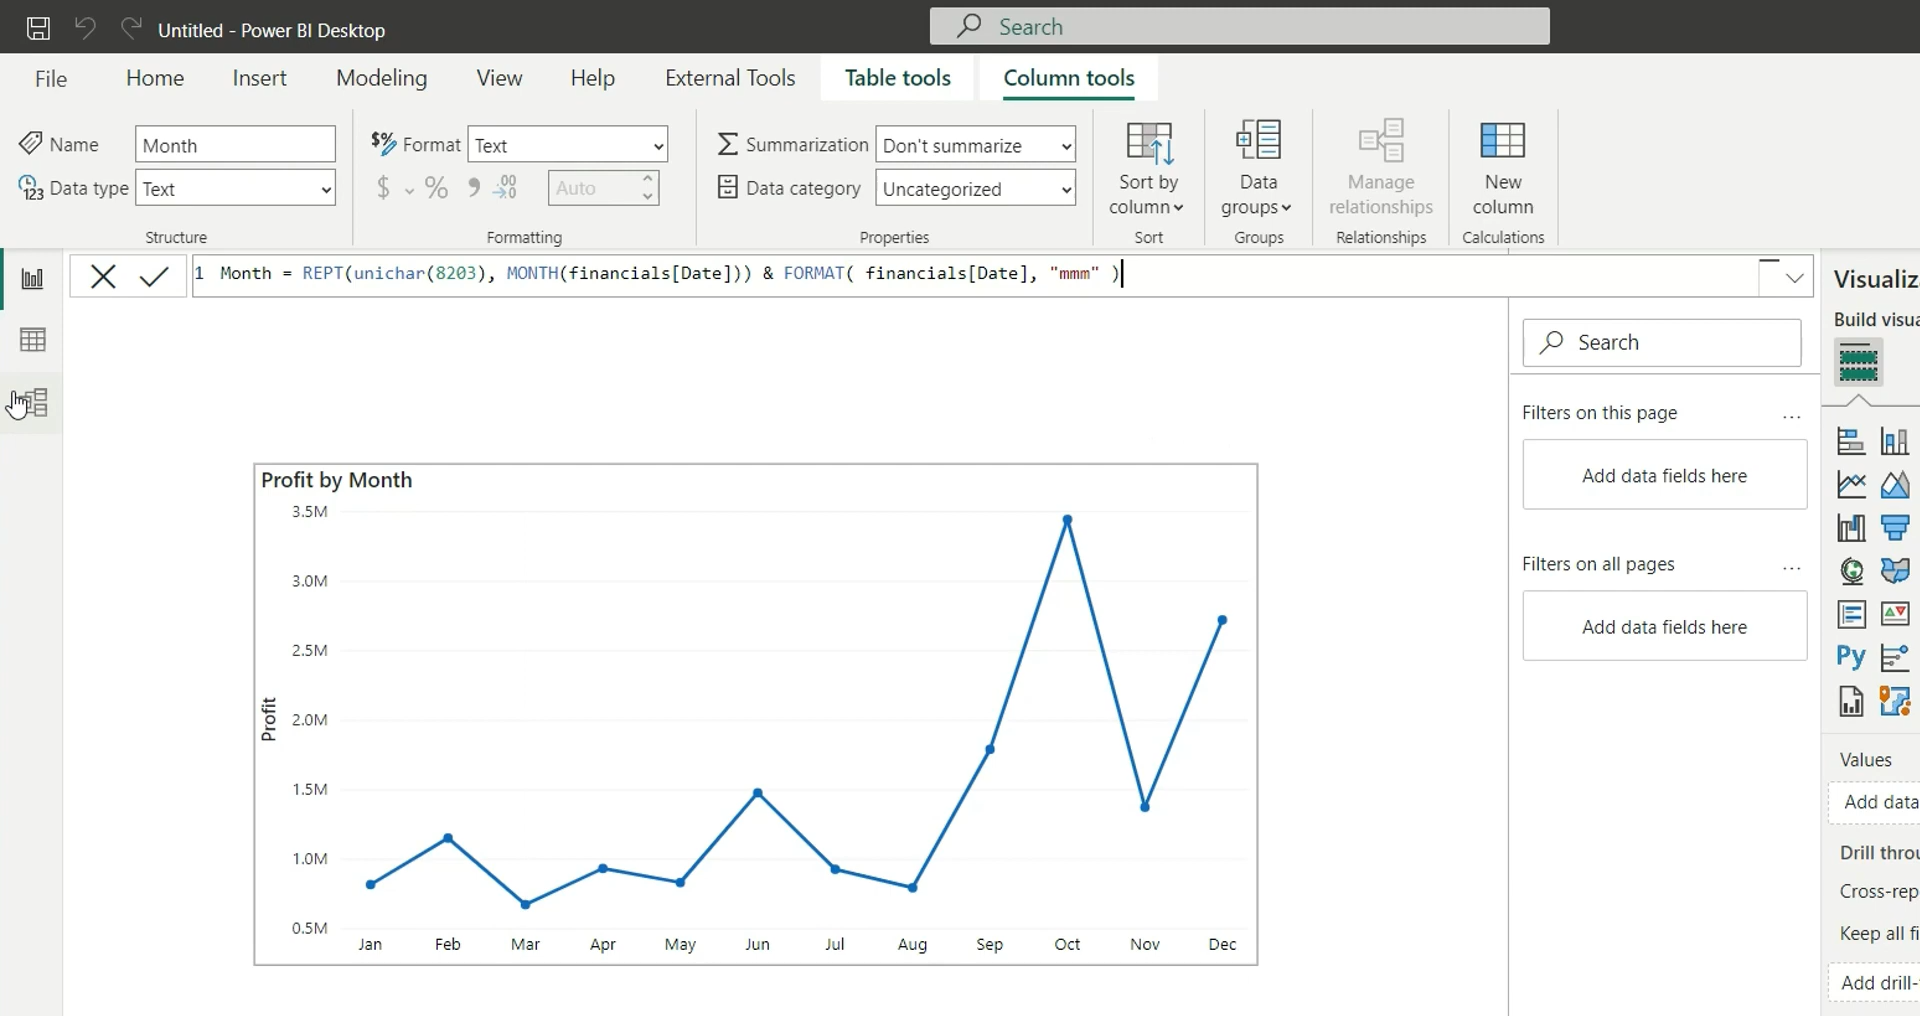 Untitled - Power BI Desktop
Search
File Home Insert Modeling View Help External Tools Table tools Column tools
Name Month
Data type Text
Structure
$% Format Text
$ % 9 .00 Auto
Formatting
Summarization Don't summarize
Data category Uncategorized
Properties
Sort by
column
Sort
Data
groups
Groups
Manage
relationships
Relationships
New
column
Calculations
1 Month = REPT(unichar(8203), MONTH(financials[Date])) & FORMAT( financials[Date], "mmm" )
Profit by Month
3.5M
3.0M
2.5M
2.0M
1.5M
1.0M
0.5M
Profit
Jan Feb Mar Apr May Jun Jul Aug Sep Oct Nov Dec
Search
Filters on this page ...
Add data fields here
Filters on all pages ...
Add data fields here
Visualiz
Build visua
Py
Values
Add data
Drill throu
Cross-rep
Keep all fi
Add drill-